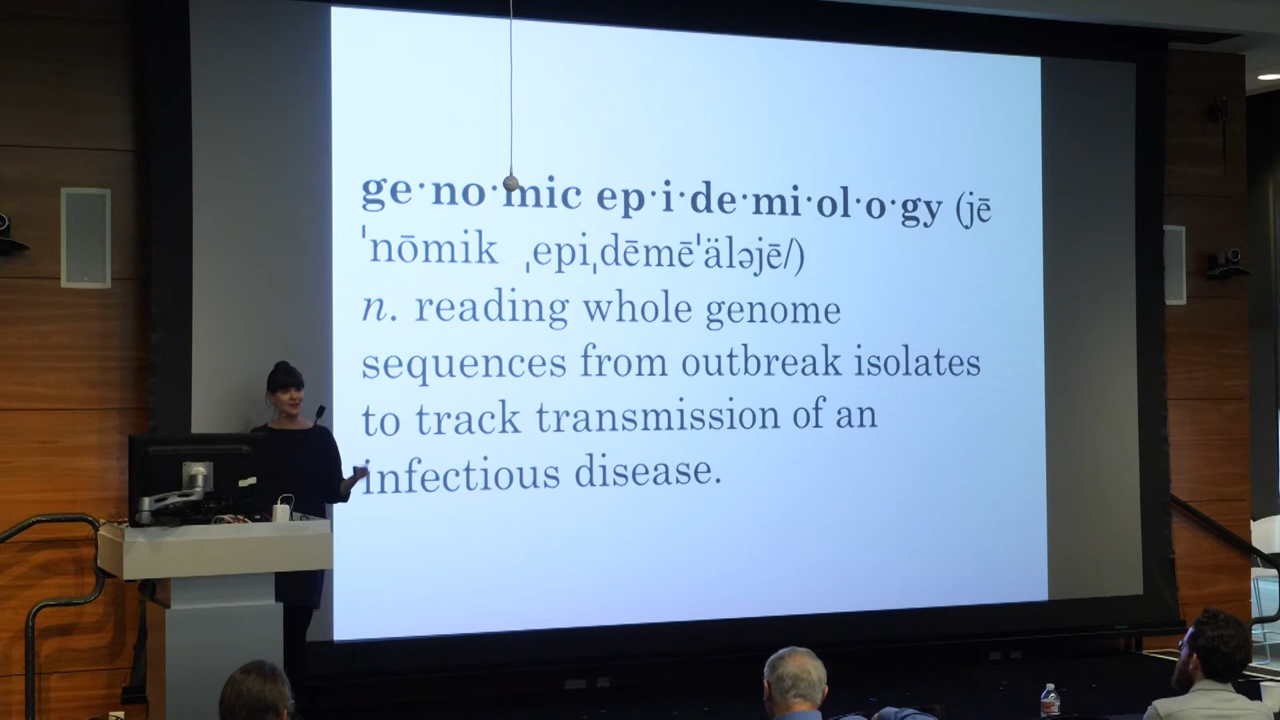 ge·no·mic ep·i·de·mi·ol·o·gy (jē
ˈnōmik ˌepiˌdēmēˈäləjē/)
n. reading whole genome
sequences from outbreak isolates
to track transmission of an
infectious disease.